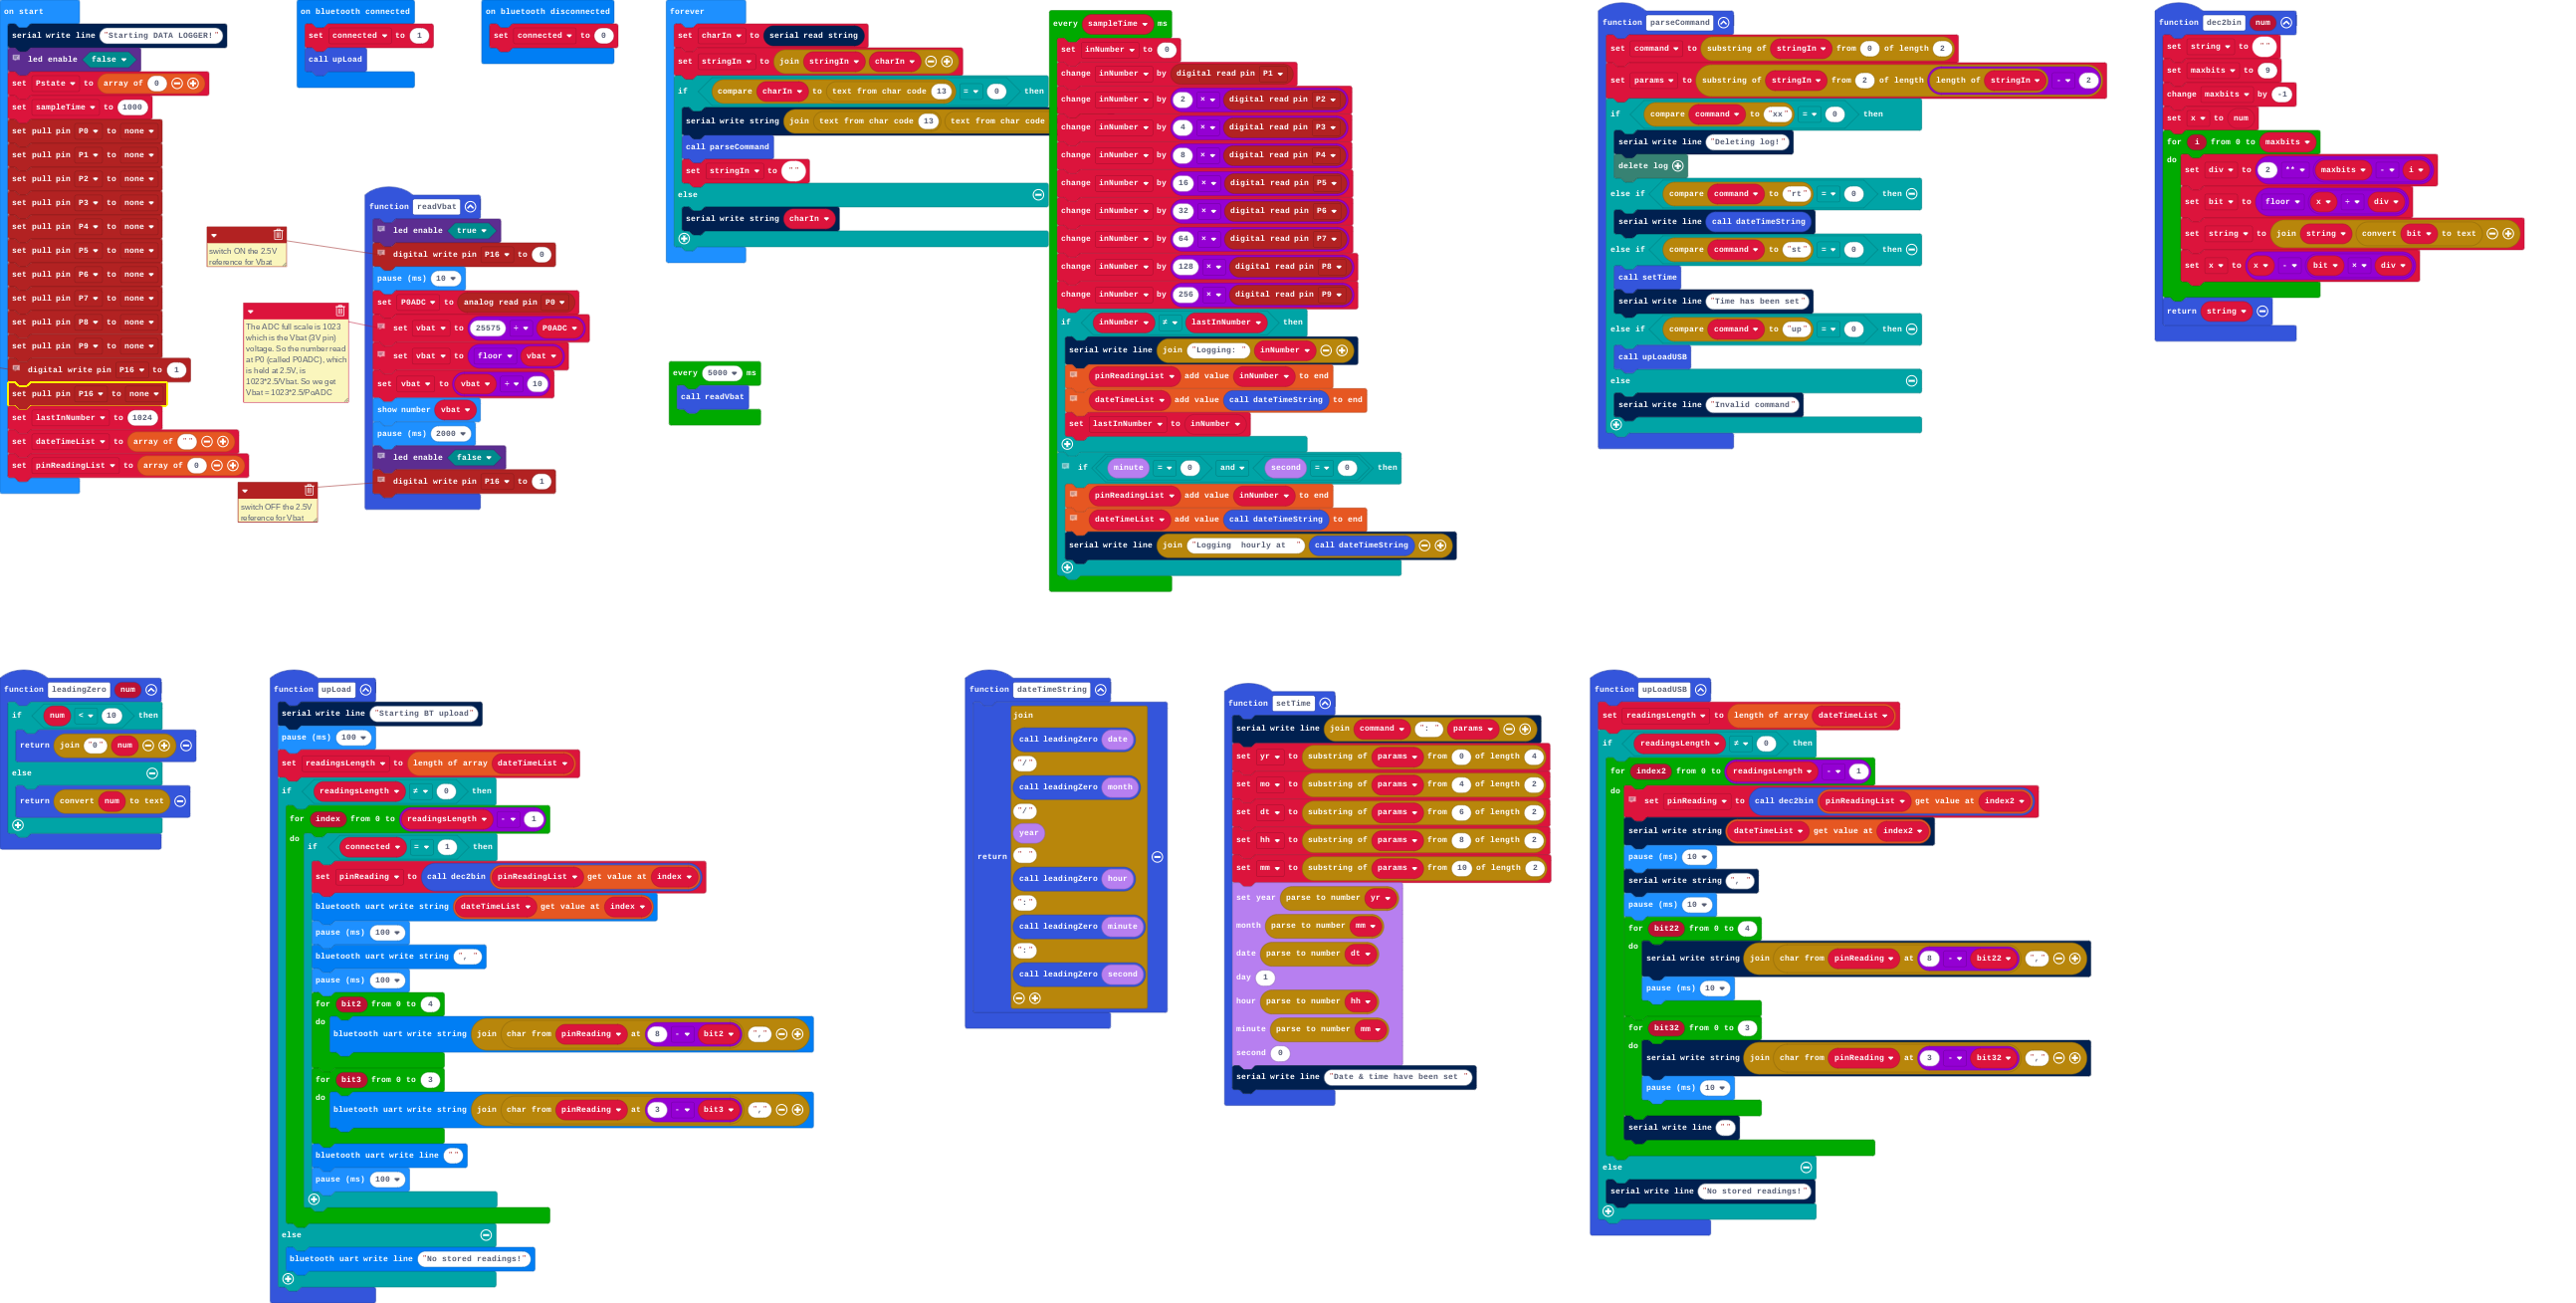 on start
serial write line "Starting DATA LOGGER!"
led enable false
set Pstate to array of 0
set sampleTime to 1000
set pull pin P0 to none
set pull pin P1 to none
set pull pin P2 to none
set pull pin P3 to none
set pull pin P4 to none
set pull pin P5 to none
set pull pin P6 to none
set pull pin P7 to none
set pull pin P8 to none
set pull pin P9 to none
digital write pin P16 to 1
set pull pin P16 to none
set lastInNumber to 1024
set dateTimeList to array of ""
set pinReadingList to array of 0
on bluetooth connected
set connected to 1
call upLoad
on bluetooth disconnected
set connected to 0
switch ON the 2.5V
reference for Vbat
The ADC full scale is 1023
which is the Vbat (3V pin)
voltage. So the number read
at P0 (called P0ADC), which
is held at 2.5V, is
1023*2.5/Vbat. So we get
Vbat = 1023*2.5/PoADC
switch OFF the 2.5V
reference for Vbat
function readVbat
led enable true
digital write pin P16 to 0
pause (ms) 10
set P0ADC to analog read pin P0
set vbat to 25575 ÷ P0ADC
set vbat to floor vbat
set vbat to vbat ÷ 10
show number vbat
pause (ms) 2000
led enable false
digital write pin P16 to 1
forever
set charIn to serial read string
set stringIn to join stringIn charIn
if compare charIn to text from char code 13 = 0 then
serial write string join text from char code 13 text from char code
call parseCommand
set stringIn to ""
else
serial write string charIn
every 5000 ms
call readVbat
every sampleTime ms
set inNumber to 0
change inNumber by digital read pin P1
change inNumber by 2 × digital read pin P2
change inNumber by 4 × digital read pin P3
change inNumber by 8 × digital read pin P4
change inNumber by 16 × digital read pin P5
change inNumber by 32 × digital read pin P6
change inNumber by 64 × digital read pin P7
change inNumber by 128 × digital read pin P8
change inNumber by 256 × digital read pin P9
if inNumber ≠ lastInNumber then
serial write line join "Logging: " inNumber
pinReadingList add value inNumber to end
dateTimeList add value call dateTimeString to end
set lastInNumber to inNumber
if minute = 0 and second = 0 then
pinReadingList add value inNumber to end
dateTimeList add value call dateTimeString to end
serial write line join "Logging  hourly at  " call dateTimeString
function parseCommand
set command to substring of stringIn from 0 of length 2
set params to substring of stringIn from 2 of length length of stringIn - 2
if compare command to "xx" = 0 then
serial write line "Deleting log!"
delete log
else if compare command to "rt" = 0 then
serial write line call dateTimeString
else if compare command to "st" = 0 then
call setTime
serial write line "Time has been set"
else if compare command to "up" = 0 then
call upLoadUSB
else
serial write line "Invalid command"
function dec2bin num
set string to ""
set maxbits to 9
change maxbits by -1
set x to num
for i from 0 to maxbits
do
set div to 2 ** maxbits - i
set bit to floor x ÷ div
set string to join string convert bit to text
set x to x - bit × div
return string
function leadingZero num
if num < 10 then
return join "0" num
else
return convert num to text
function upLoad
serial write line "Starting BT upload"
pause (ms) 100
set readingsLength to length of array dateTimeList
if readingsLength ≠ 0 then
for index from 0 to readingsLength - 1
do
if connected = 1 then
set pinReading to call dec2bin pinReadingList get value at index
bluetooth uart write string dateTimeList get value at index
pause (ms) 100
bluetooth uart write string ", "
pause (ms) 100
for bit2 from 0 to 4
do
bluetooth uart write string join char from pinReading at 8 - bit2 ","
for bit3 from 0 to 3
do
bluetooth uart write string join char from pinReading at 3 - bit3 ","
bluetooth uart write line ""
pause (ms) 100
else
bluetooth uart write line "No stored readings!"
function dateTimeString
return join
call leadingZero date
"/"
call leadingZero month
"/"
year
" "
call leadingZero hour
":"
call leadingZero minute
":"
call leadingZero second
function setTime
serial write line join command ": " params
set yr to substring of params from 0 of length 4
set mo to substring of params from 4 of length 2
set dt to substring of params from 6 of length 2
set hh to substring of params from 8 of length 2
set mm to substring of params from 10 of length 2
set year parse to number yr
month parse to number mm
date parse to number dt
day 1
hour parse to number hh
minute parse to number mm
second 0
serial write line "Date & time have been set "
function upLoadUSB
set readingsLength to length of array dateTimeList
if readingsLength ≠ 0 then
for index2 from 0 to readingsLength - 1
do
set pinReading to call dec2bin pinReadingList get value at index2
serial write string dateTimeList get value at index2
pause (ms) 10
serial write string ", "
pause (ms) 10
for bit22 from 0 to 4
do
serial write string join char from pinReading at 8 - bit22 ","
pause (ms) 10
for bit32 from 0 to 3
do
serial write string join char from pinReading at 3 - bit32 ","
pause (ms) 10
serial write line ""
else
serial write line "No stored readings!"